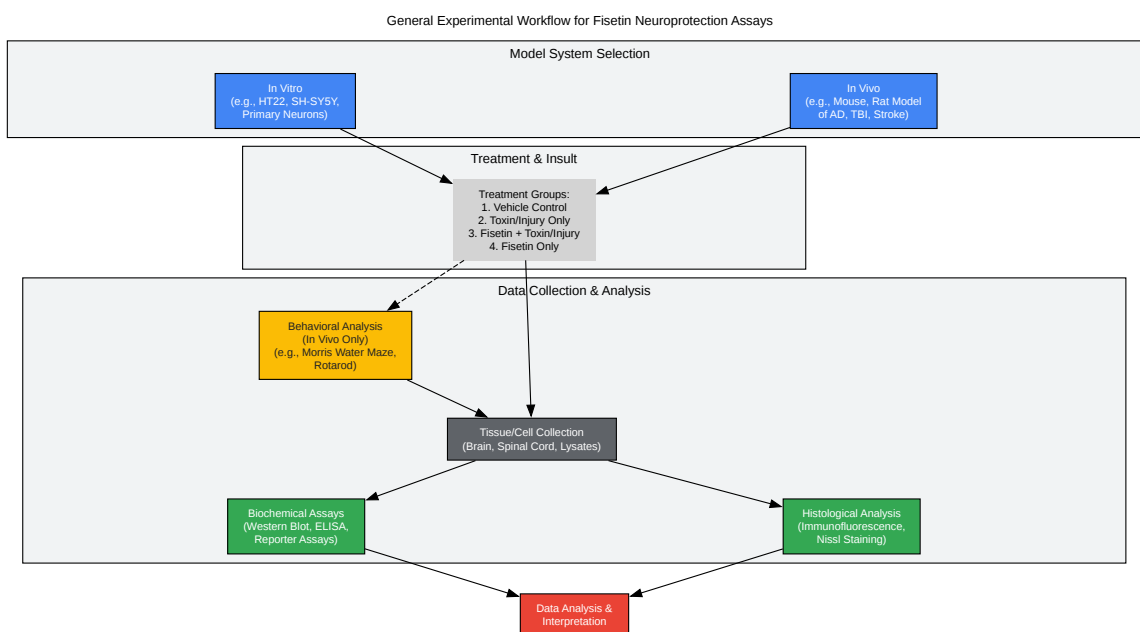 General Experimental Workflow for Fisetin Neuroprotection Assays
Model System Selection
In Vitro
(e.g., HT22, SH-SY5Y,
Primary Neurons)
In Vivo
(e.g., Mouse, Rat Model
of AD, TBI, Stroke)
Treatment & Insult
Treatment Groups:
1. Vehicle Control
2. Toxin/Injury Only
3. Fisetin + Toxin/Injury
4. Fisetin Only
Data Collection & Analysis
Behavioral Analysis
(In Vivo Only)
(e.g., Morris Water Maze,
Rotarod)
Tissue/Cell Collection
(Brain, Spinal Cord, Lysates)
Biochemical Assays
(Western Blot, ELISA,
Reporter Assays)
Histological Analysis
(Immunofluorescence,
Nissl Staining)
Data Analysis &
Interpretation